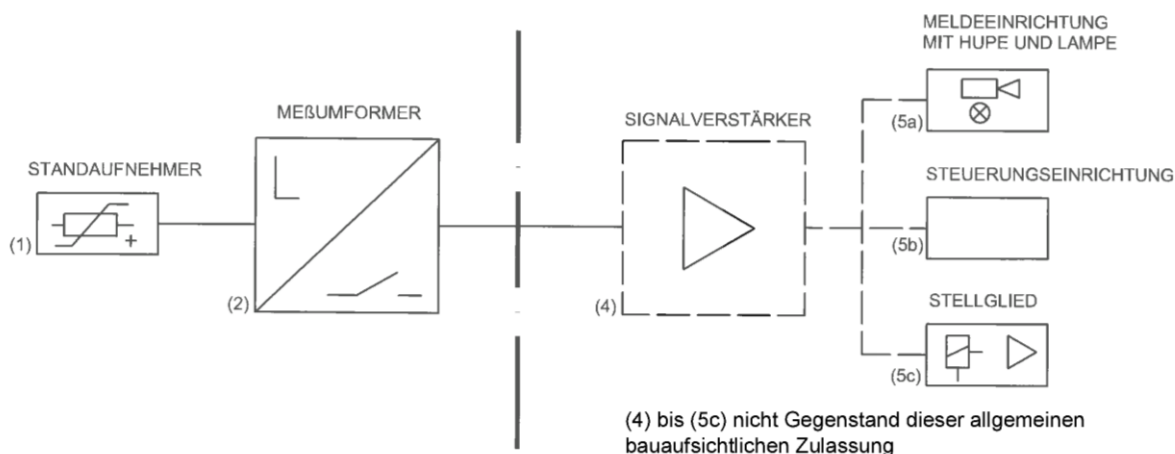 STANDAUFNEHMER
(1)
+
MEßUMFORMER
(2)
SIGNALVERSTÄRKER
(4)
MELDEEINRICHTUNG
MIT HUPE UND LAMPE
(5a)
STEUERUNGSEINRICHTUNG
(5b)
STELLGLIED
(5c)
(4) bis (5c) nicht Gegenstand dieser allgemeinen
bauaufsichtlichen Zulassung